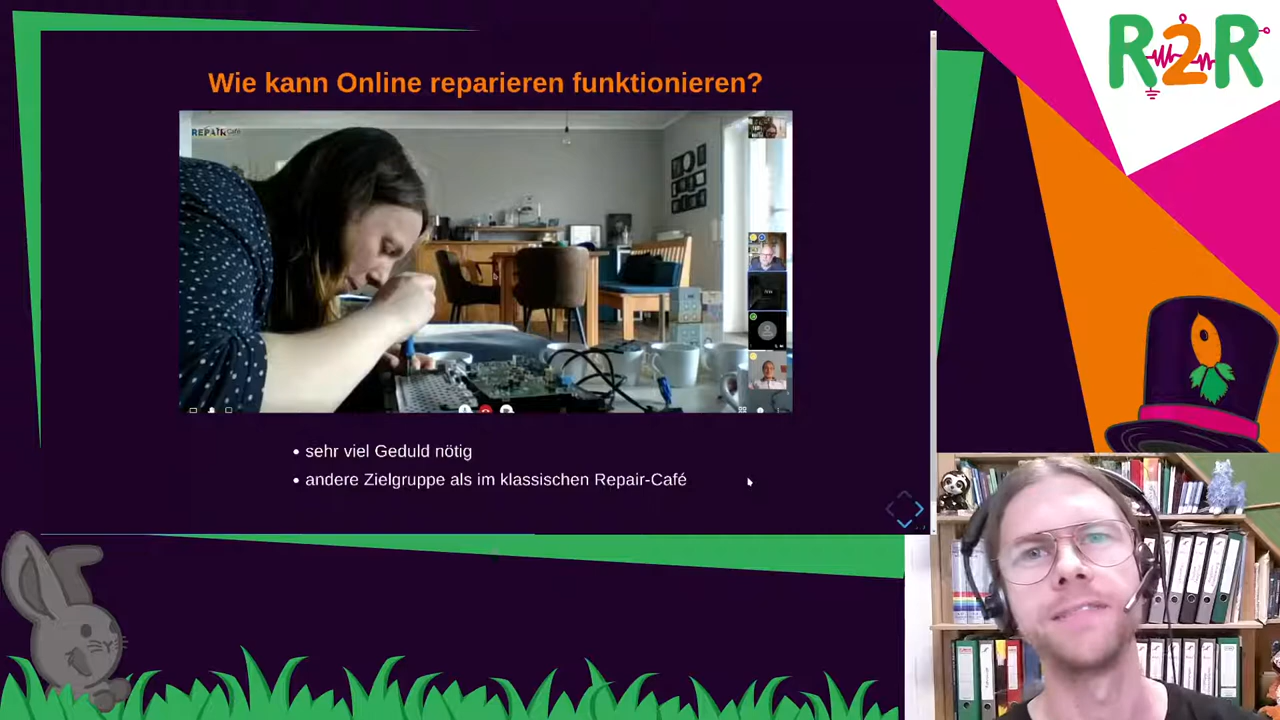 Wie kann Online reparieren funktionieren?
REPAIR Café
sehr viel Geduld nötig
andere Zielgruppe als im klassischen Repair-Café
R2R